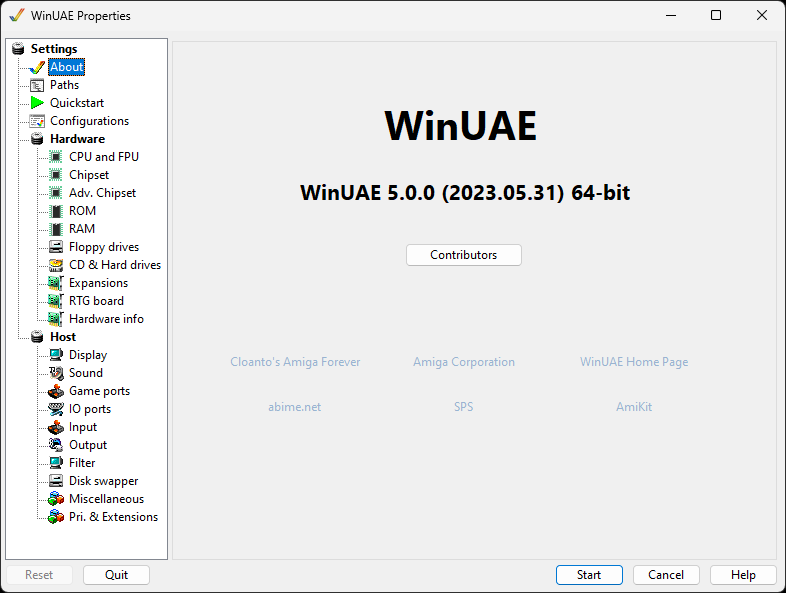 WinUAE Properties
Settings
About
Paths
Quickstart
Configurations
Hardware
CPU and FPU
Chipset
Adv. Chipset
ROM
RAM
Floppy drives
CD & Hard drives
Expansions
RTG board
Hardware info
Host
Display
Sound
Game ports
IO ports
Input
Output
Filter
Disk swapper
Miscellaneous
Pri. & Extensions
WinUAE
WinUAE 5.0.0 (2023.05.31) 64-bit
Contributors
Cloanto's Amiga Forever Amiga Corporation WinUAE Home Page
abime.net SPS AmiKit
Reset Quit Start Cancel Help